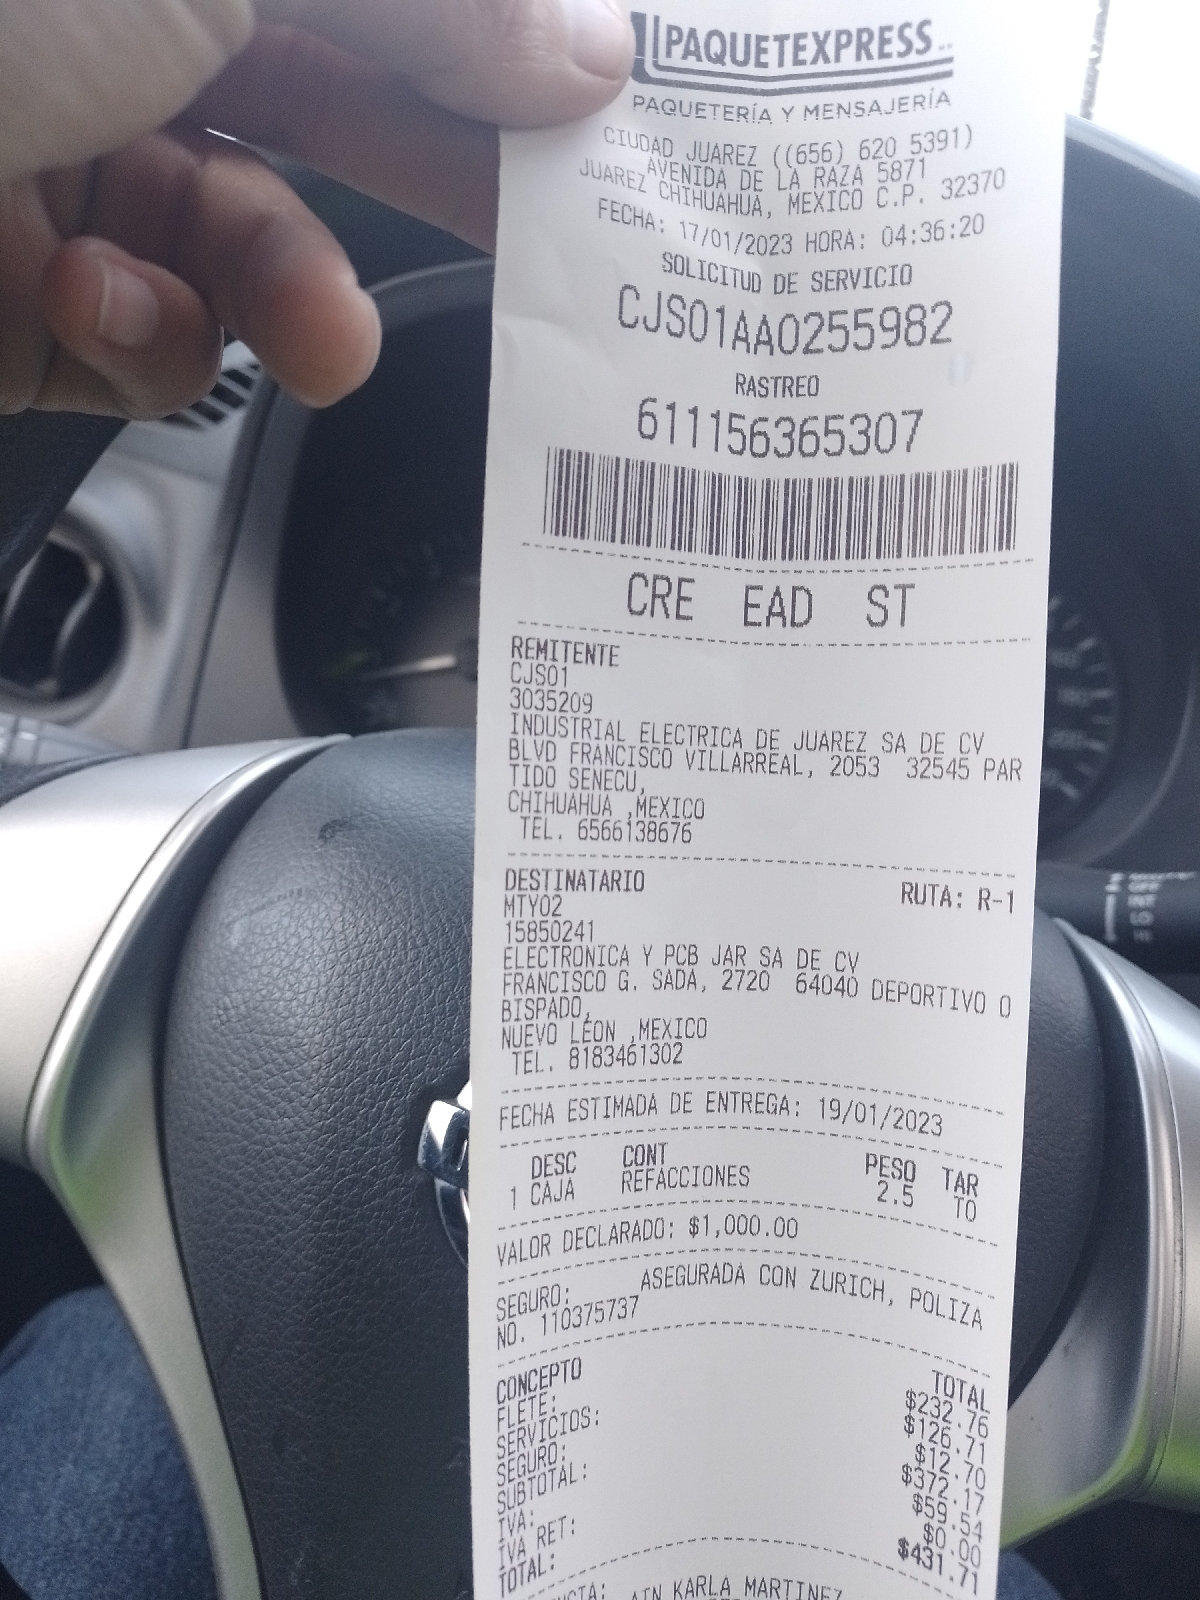 PAQUETEXPRESS
PAQUETERÍA Y MENSAJERÍA
CIUDAD JUAREZ ((656) 620 5391)
AVENIDA DE LA RAZA 5871
JUAREZ CHIHUAHUA, MEXICO C.P. 32370
FECHA: 17/01/2023 HORA: 04:36:20
SOLICITUD DE SERVICIO
CJS01AA0255982
RASTREO
611156365307
CRE EAD ST
REMITENTE
CJS01
3035209
INDUSTRIAL ELECTRICA DE JUAREZ SA DE CV
BLVD FRANCISCO VILLARREAL, 2053 32545 PAR
TIDO SENECU,
CHIHUAHUA ,MEXICO
TEL. 6566138676
DESTINATARIO RUTA: R-1
MTY02
15850241
ELECTRONICA Y PCB JAR SA DE CV
FRANCISCO G. SADA, 2720 64040 DEPORTIVO O
BISPADO,
NUEVO LEON ,MEXICO
TEL. 8183461302
FECHA ESTIMADA DE ENTREGA: 19/01/2023
DESC CONT PESO TAR
1 CAJA REFACCIONES 2.5 TO
VALOR DECLARADO: $1,000.00
SEGURO: ASEGURADA CON ZURICH, POLIZA
NO. 110375737
CONCEPTO TOTAL
FLETE: $232.76
SERVICIOS: $126.71
SEGURO: $12.70
SUBTOTAL: $372.17
IVA: $59.54
IVA RET: $0.00
TOTAL: $431.71
KARLA MARTINEZ
INT
LO
HI